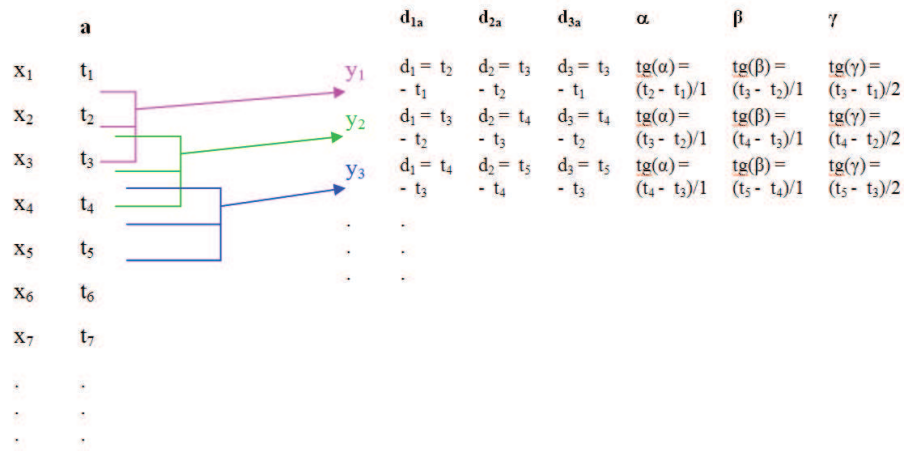 a d₁ₐ d₂ₐ d₃ₐ α β γ
x₁ t₁ y₁ d₁ = t₂ d₂ = t₃ d₃ = t₃ tg(α) = tg(β) = tg(γ) =
- t₁ - t₂ - t₁ (t₂ - t₁)/1 (t₃ - t₂)/1 (t₃ - t₁)/2
x₂ t₂ y₂ d₁ = t₃ d₂ = t₄ d₃ = t₄ tg(α) = tg(β) = tg(γ) =
- t₂ - t₃ - t₂ (t₃ - t₂)/1 (t₄ - t₃)/1 (t₄ - t₂)/2
x₃ t₃ y₃ d₁ = t₄ d₂ = t₅ d₃ = t₅ tg(α) = tg(β) = tg(γ) =
- t₃ - t₄ - t₃ (t₄ - t₃)/1 (t₅ - t₄)/1 (t₅ - t₃)/2
x₄ t₄
. .
x₅ t₅
. .
. .
x₆ t₆
x₇ t₇
. .
. .
. .